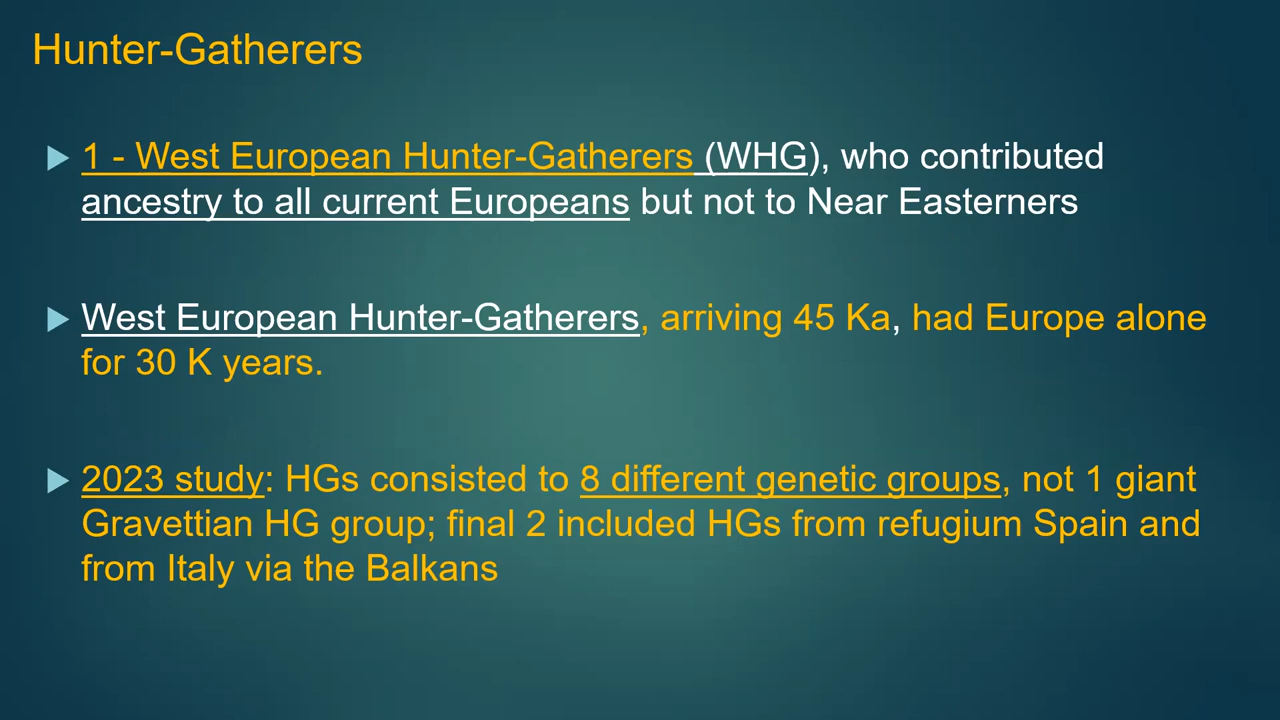 Hunter-Gatherers
1 - West European Hunter-Gatherers (WHG), who contributed
ancestry to all current Europeans but not to Near Easterners
West European Hunter-Gatherers, arriving 45 Ka, had Europe alone
for 30 K years.
2023 study: HGs consisted to 8 different genetic groups, not 1 giant
Gravettian HG group; final 2 included HGs from refugium Spain and
from Italy via the Balkans